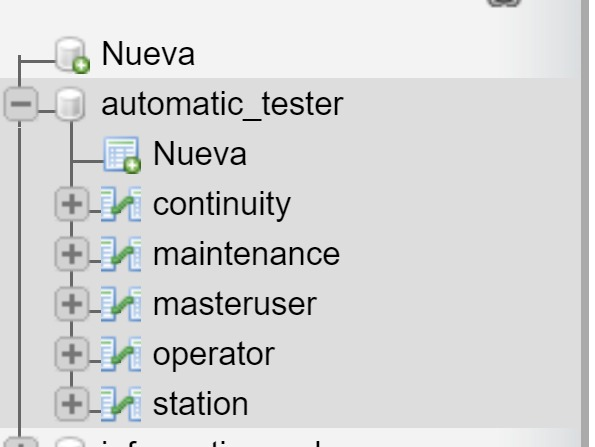 Nueva
automatic_tester
Nueva
continuity
maintenance
masteruser
operator
station